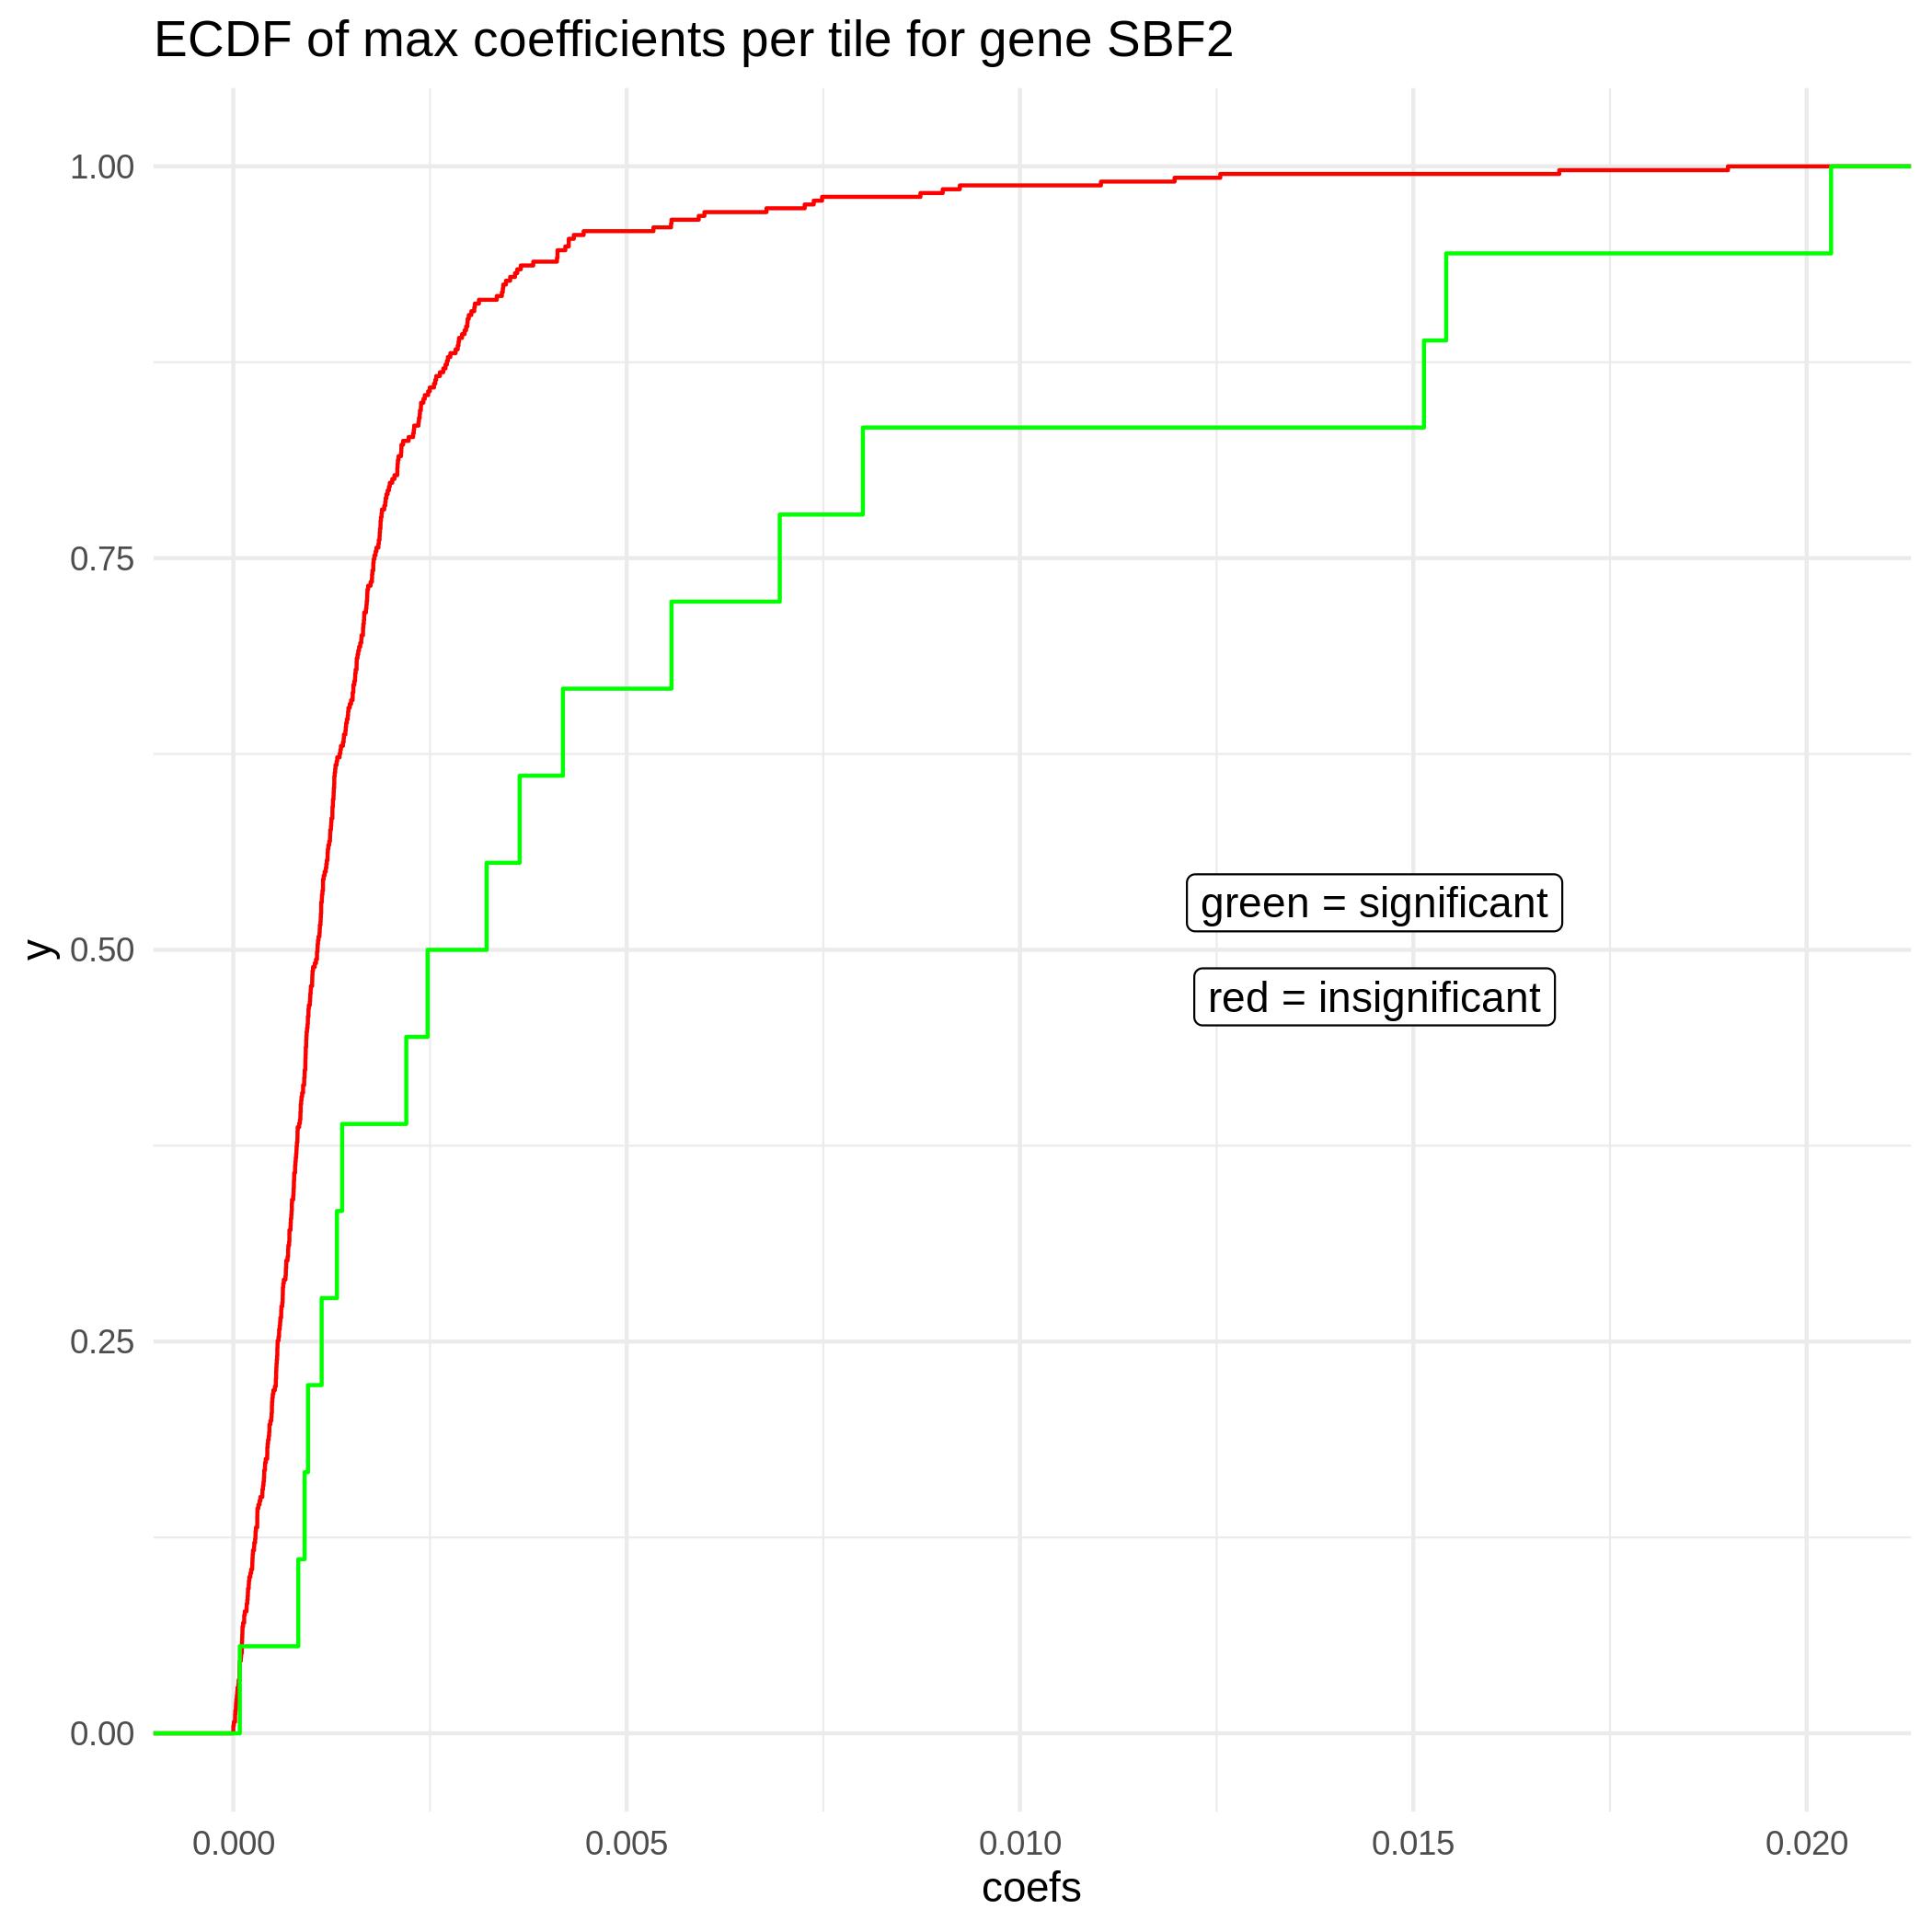 ECDF of max coefficients per tile for gene SBF2
1.00
0.75
0.50
0.25
0.00
y
green = significant
red = insignificant
0.000 0.005 0.010 0.015 0.020
coefs